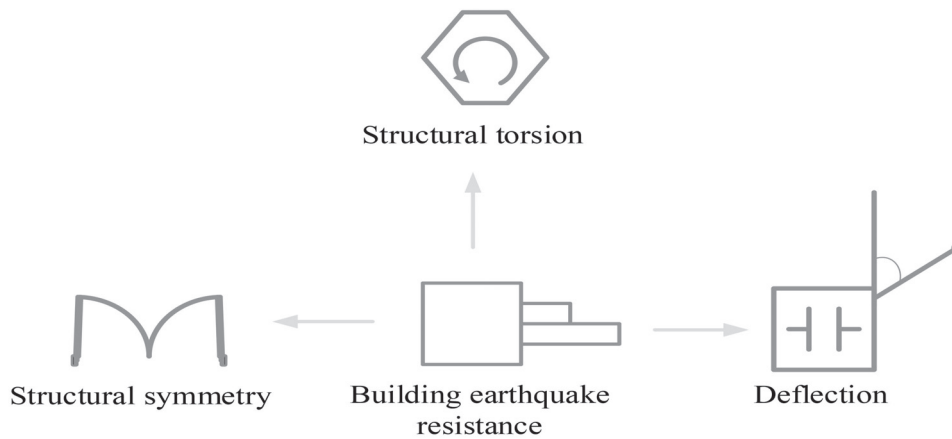 Structural torsion
Structural symmetry
Building earthquake
resistance
Deflection